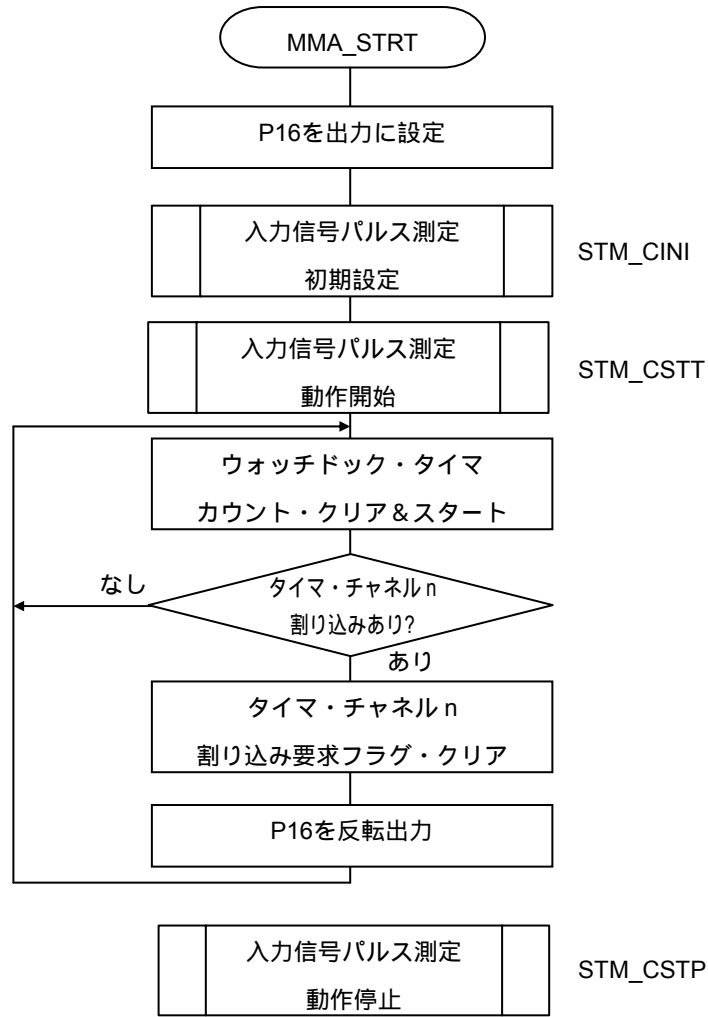 MMA_STRT
P16を出力に設定
入力信号パルス測定
初期設定
STM_CINI
入力信号パルス測定
動作開始
STM_CSTT
ウォッチドック・タイマ
カウント・クリア＆スタート
なし
タイマ・チャネルn
割り込みあり?
あり
タイマ・チャネルn
割り込み要求フラグ・クリア
P16を反転出力
入力信号パルス測定
動作停止
STM_CSTP